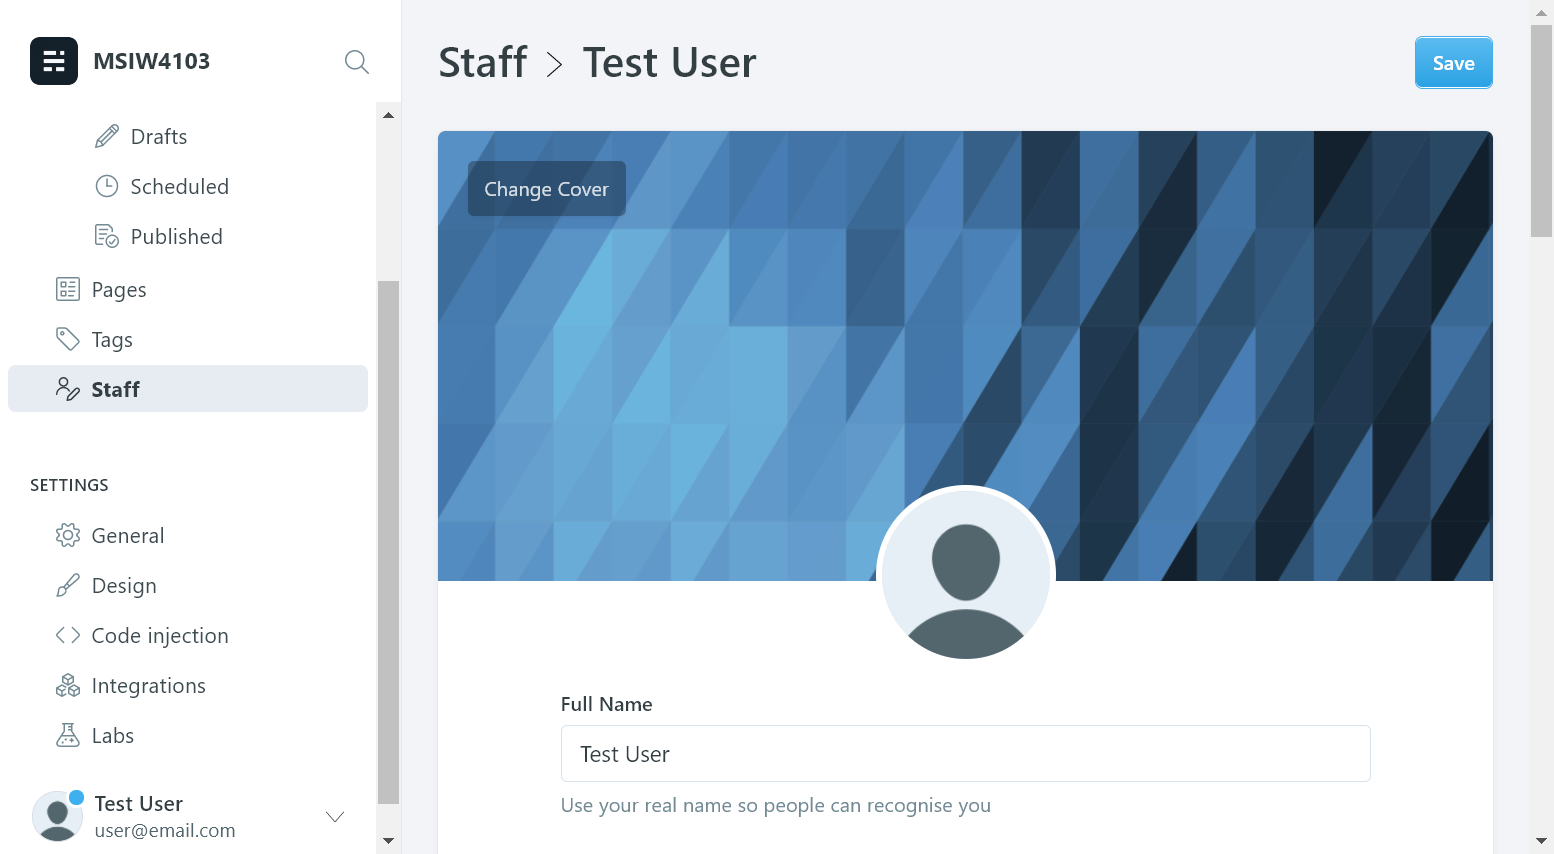 MSIW4103
Drafts
Scheduled
Published
Pages
Tags
Staff
SETTINGS
General
Design
Code injection
Integrations
Labs
Test User
user@email.com
Staff > Test User
Save
Change Cover
Full Name
Test User
Use your real name so people can recognise you